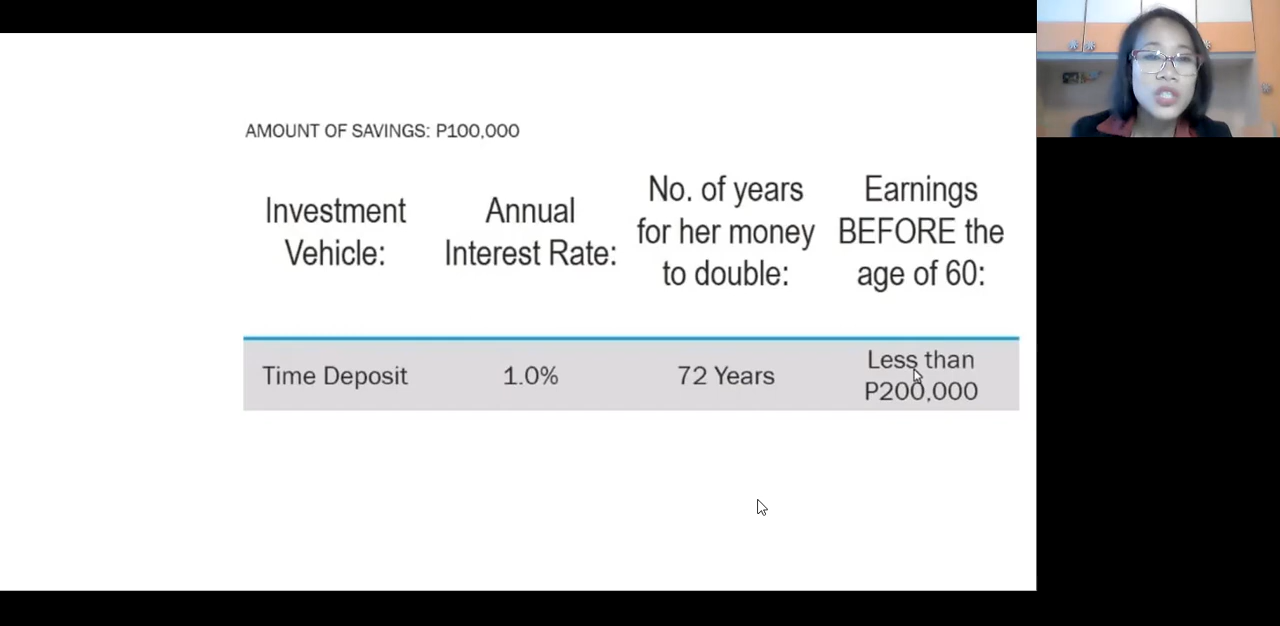 AMOUNT OF SAVINGS: P100,000
Investment
Vehicle:
Annual
Interest Rate:
No. of years
for her money
to double:
Earnings
BEFORE the
age of 60:
Time Deposit
1.0%
72 Years
Less than
P200,000